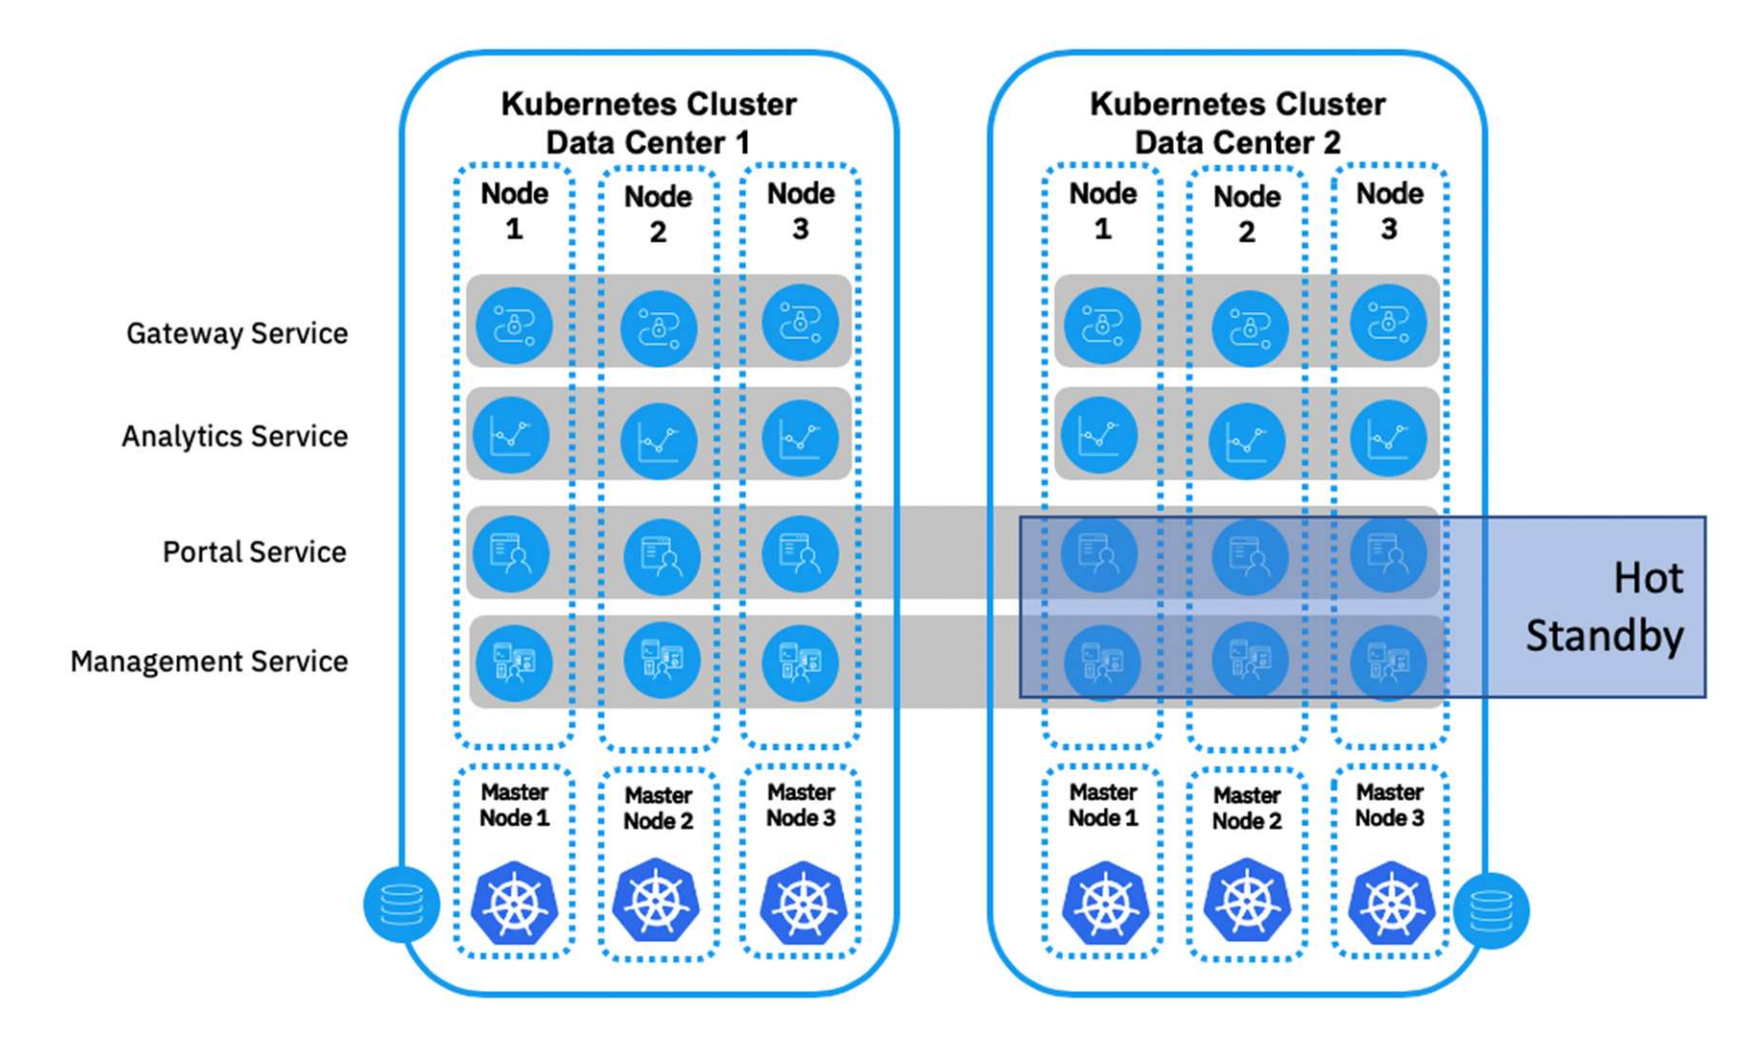 Kubernetes Cluster
Data Center 1
Kubernetes Cluster
Data Center 2
Node
1
Node
2
Node
3
Node
1
Node
2
Node
3
Gateway Service
Analytics Service
Portal Service
Management Service
Hot
Standby
Master
Node 1
Master
Node 2
Master
Node 3
Master
Node 1
Master
Node 2
Master
Node 3